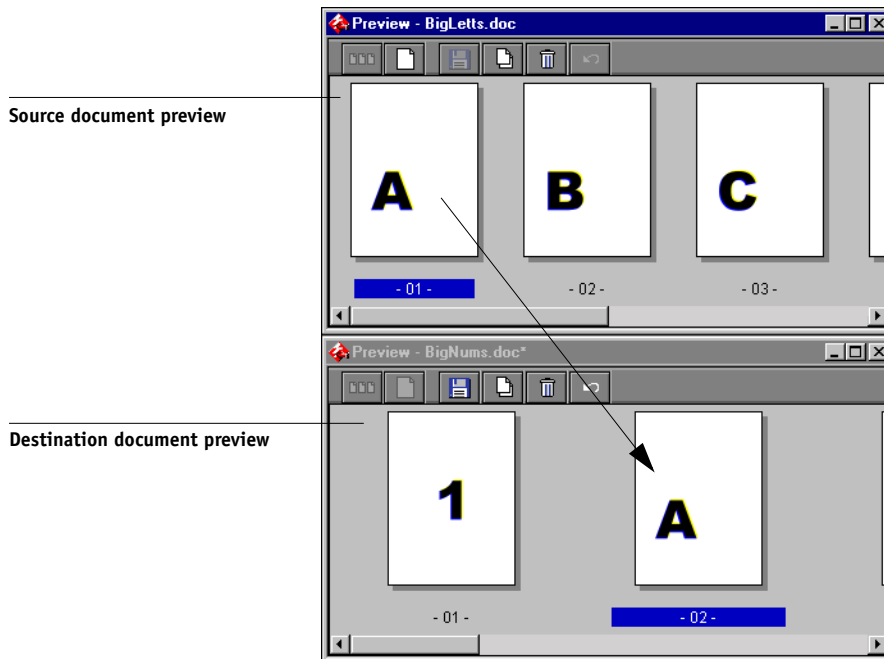 Preview - BigLetts.doc
Source document preview
A B C
- 01 - - 02 - - 03 -
Preview - BigNums.doc*
Destination document preview
1 A
- 01 - - 02 -